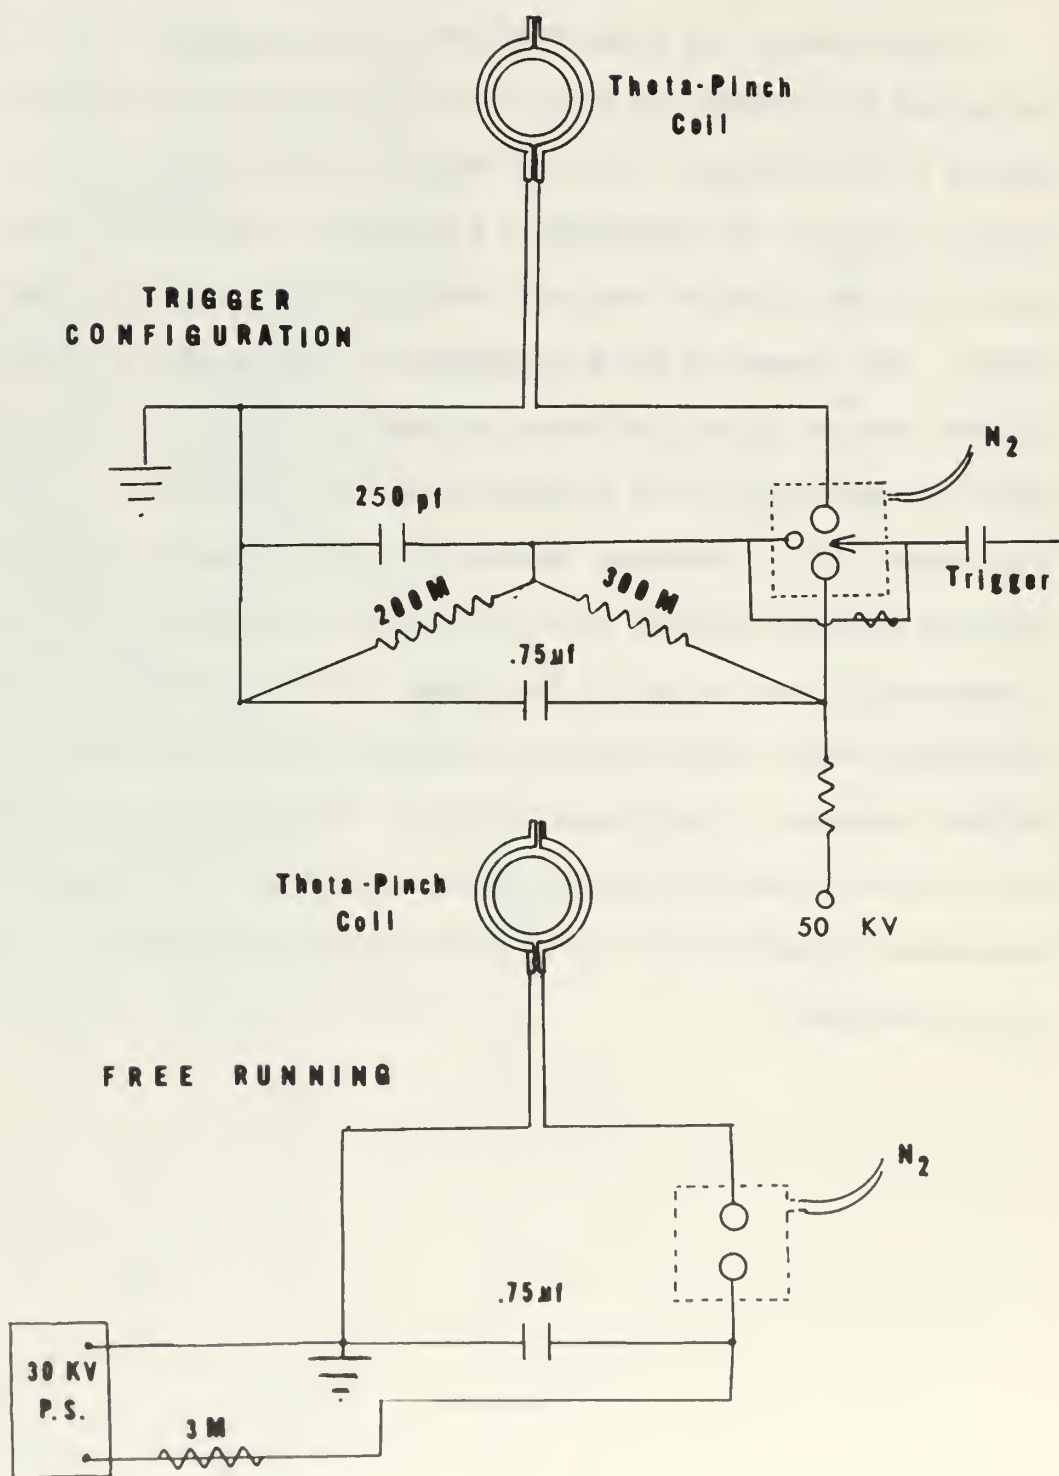 Theta-Pinch
Coil
TRIGGER
CONFIGURATION
N2
250 pf
Trigger
200M
300M
.75µf
50 KV
Theta-Pinch
Coil
FREE RUNNING
N2
.75µf
30 KV
P.S.
3M